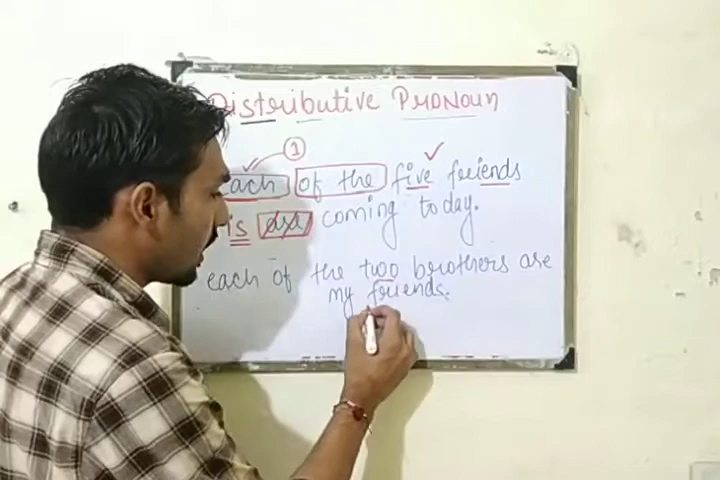 Distributive Pronoun
1
each of the five friends
is are coming today.
each of the two brothers are
my friends.